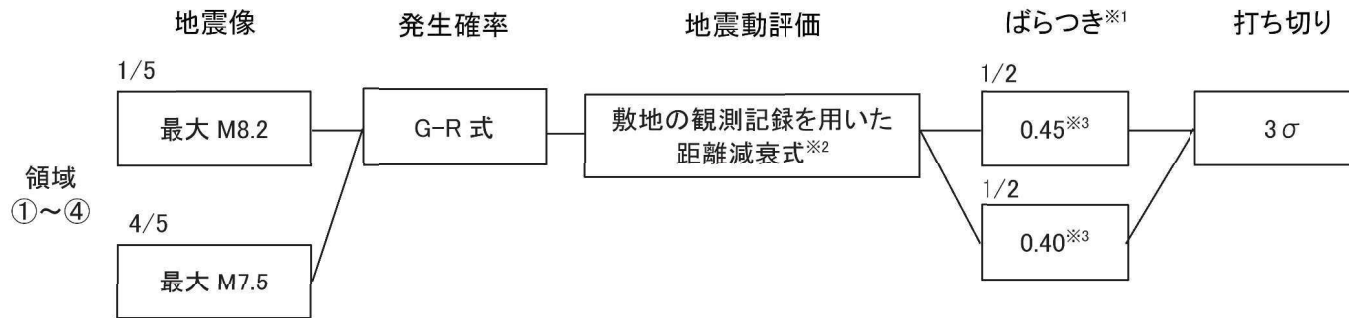 地震像 発生確率 地震動評価 ばらつき※1 打ち切り
1/5
最大 M8.2
G-R 式
敷地の観測記録を用いた
距離減衰式※2
1/2
0.45※3
3σ
領域
①～④
4/5
最大 M7.5
1/2
0.40※3